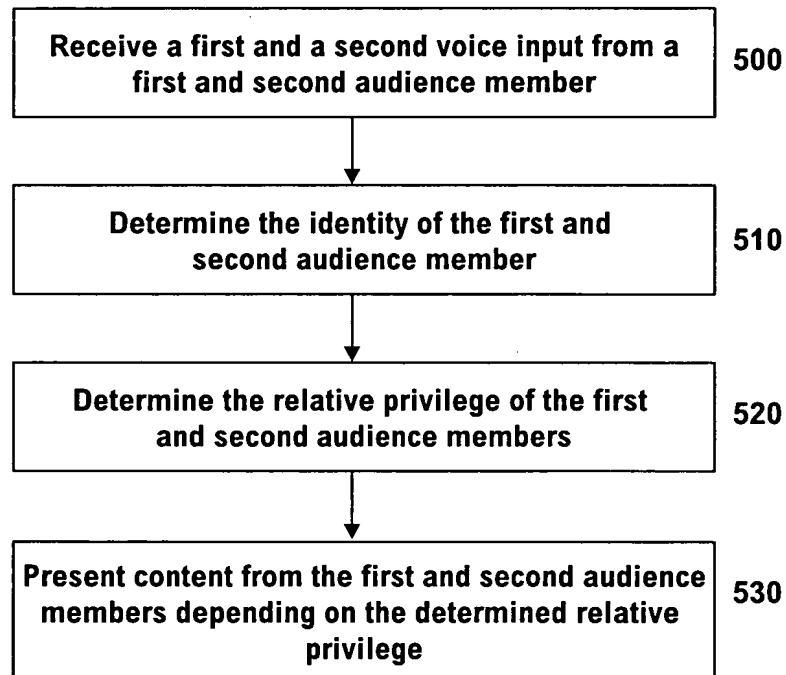 Receive a first and a second voice input from a
first and second audience member
500
Determine the identity of the first and
second audience member
510
Determine the relative privilege of the first
and second audience members
520
Present content from the first and second audience
members depending on the determined relative
privilege
530